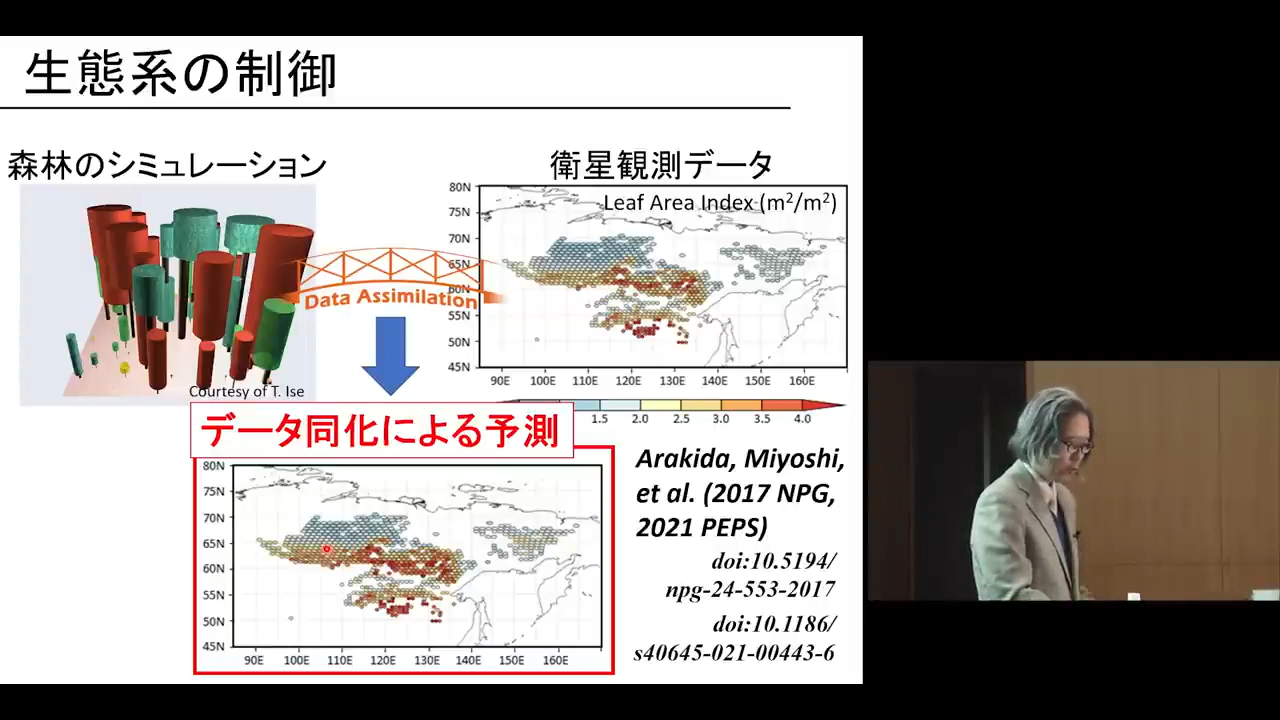 生態系の制御
森林のシミュレーション
衛星観測データ
Leaf Area Index (m²/m²)
80N
75N
70N
65N
60N
55N
50N
45N
90E 100E 110E 120E 130E 140E 150E 160E
1.5 2.0 2.5 3.0 3.5 4.0
Data Assimilation
Courtesy of T. Ise
データ同化による予測
80N
75N
70N
65N
60N
55N
50N
45N
90E 100E 110E 120E 130E 140E 150E 160E
Arakida, Miyoshi,
et al. (2017 NPG,
2021 PEPS)
doi:10.5194/
npg-24-553-2017
doi:10.1186/
s40645-021-00443-6